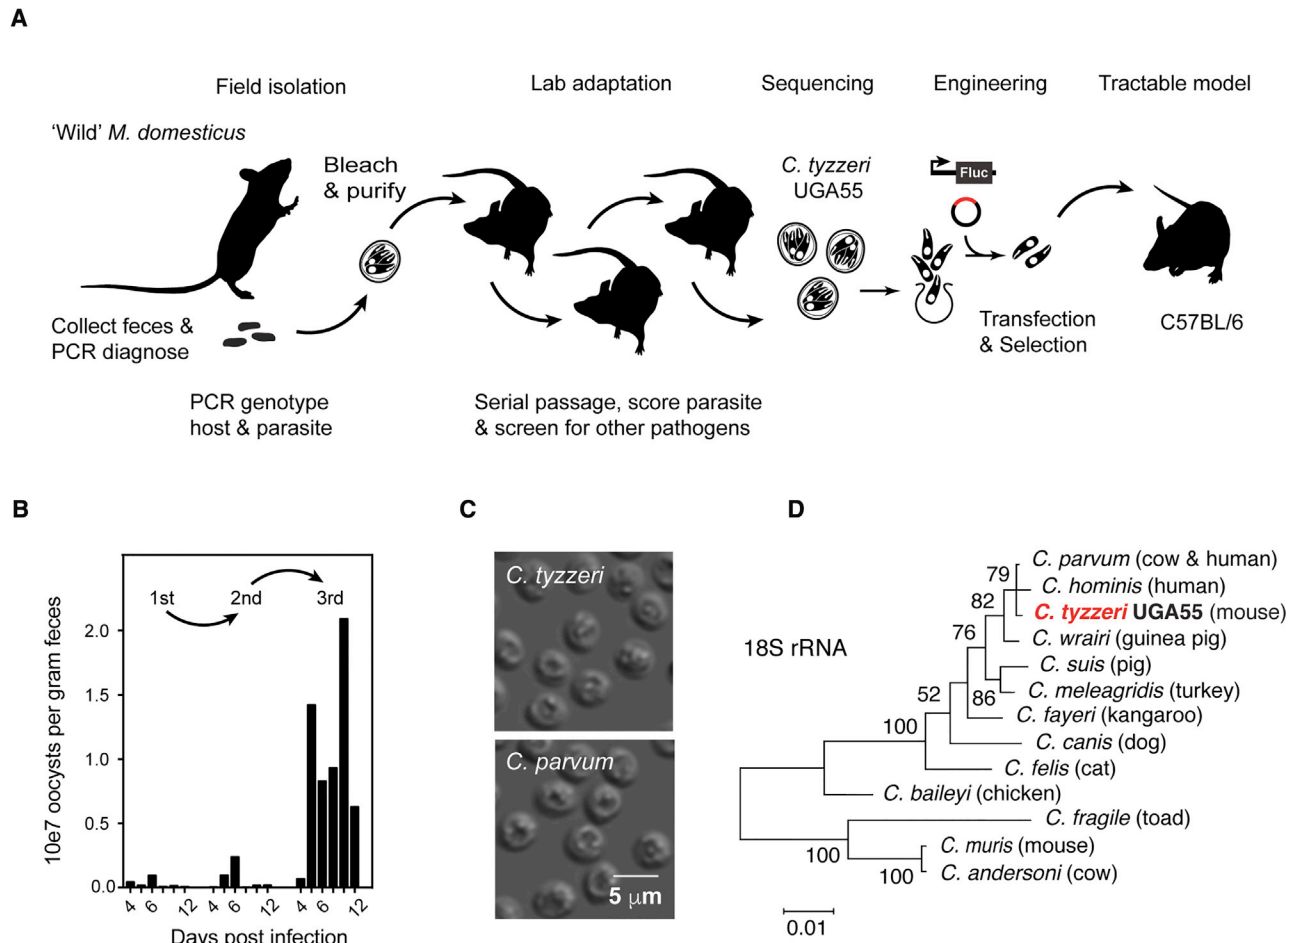 A
Field isolation
Lab adaptation
Sequencing
Engineering
Tractable model
‘Wild’ M. domesticus
Bleach
& purify
C. tyzzeri
UGA55
Fluc
Collect feces &
PCR diagnose
Transfection
& Selection
C57BL/6
PCR genotype
host & parasite
Serial passage, score parasite
& screen for other pathogens
B
10e7 oocysts per gram feces
1st
2nd
3rd
2.0
1.5
1.0
0.5
0.0
4
6
12
4
6
12
4
6
12
Days post infection
C
C. tyzzeri
C. parvum
5 μm
D
18S rRNA
C. parvum (cow & human)
C. hominis (human)
C. tyzzeri UGA55 (mouse)
C. wrairi (guinea pig)
C. suis (pig)
C. meleagridis (turkey)
C. fayeri (kangaroo)
C. canis (dog)
C. felis (cat)
C. baileyi (chicken)
C. fragile (toad)
C. muris (mouse)
C. andersoni (cow)
79
82
76
86
52
100
100
100
0.01